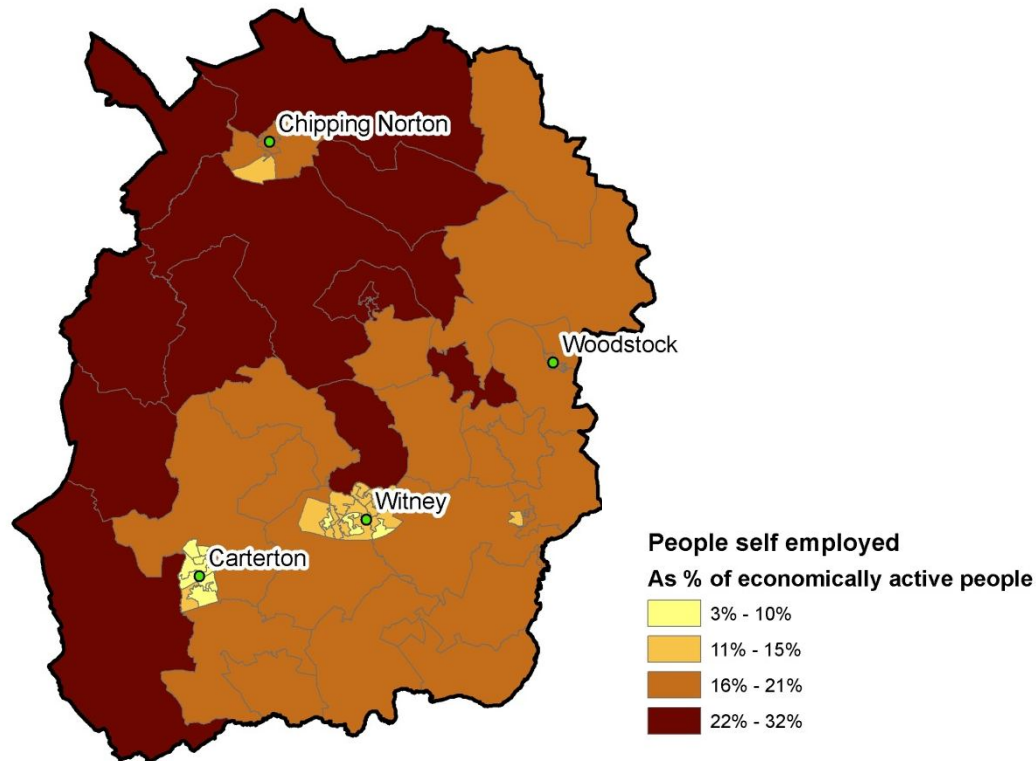 Chipping Norton
Woodstock
Witney
Carterton
People self employed
As % of economically active people
3% - 10%
11% - 15%
16% - 21%
22% - 32%